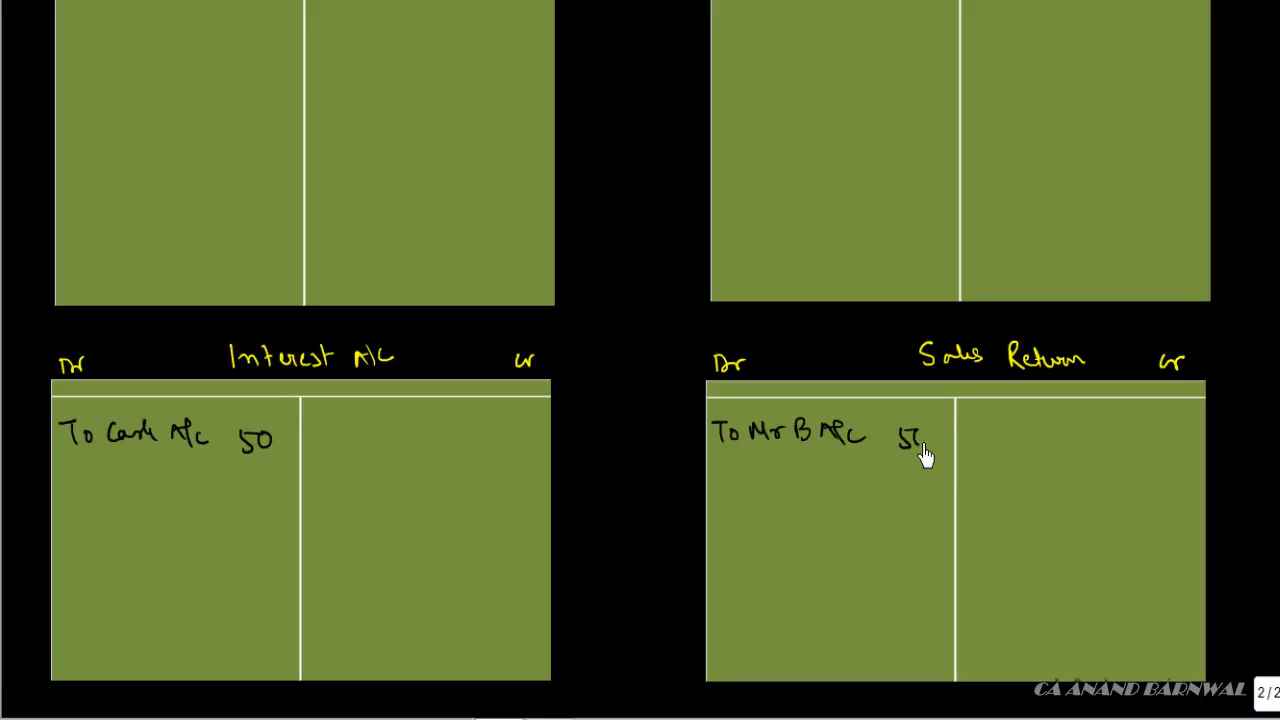 Dr Interest A/C Cr
To Cash A/c 50
Dr Sales Return Cr
To Mr B A/C
CA ANAND BARNWAL
2/2